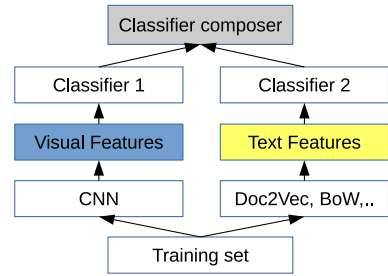 Classifier composer
Classifier 1
Classifier 2
Visual Features
Text Features
CNN
Doc2Vec, BoW,..
Training set